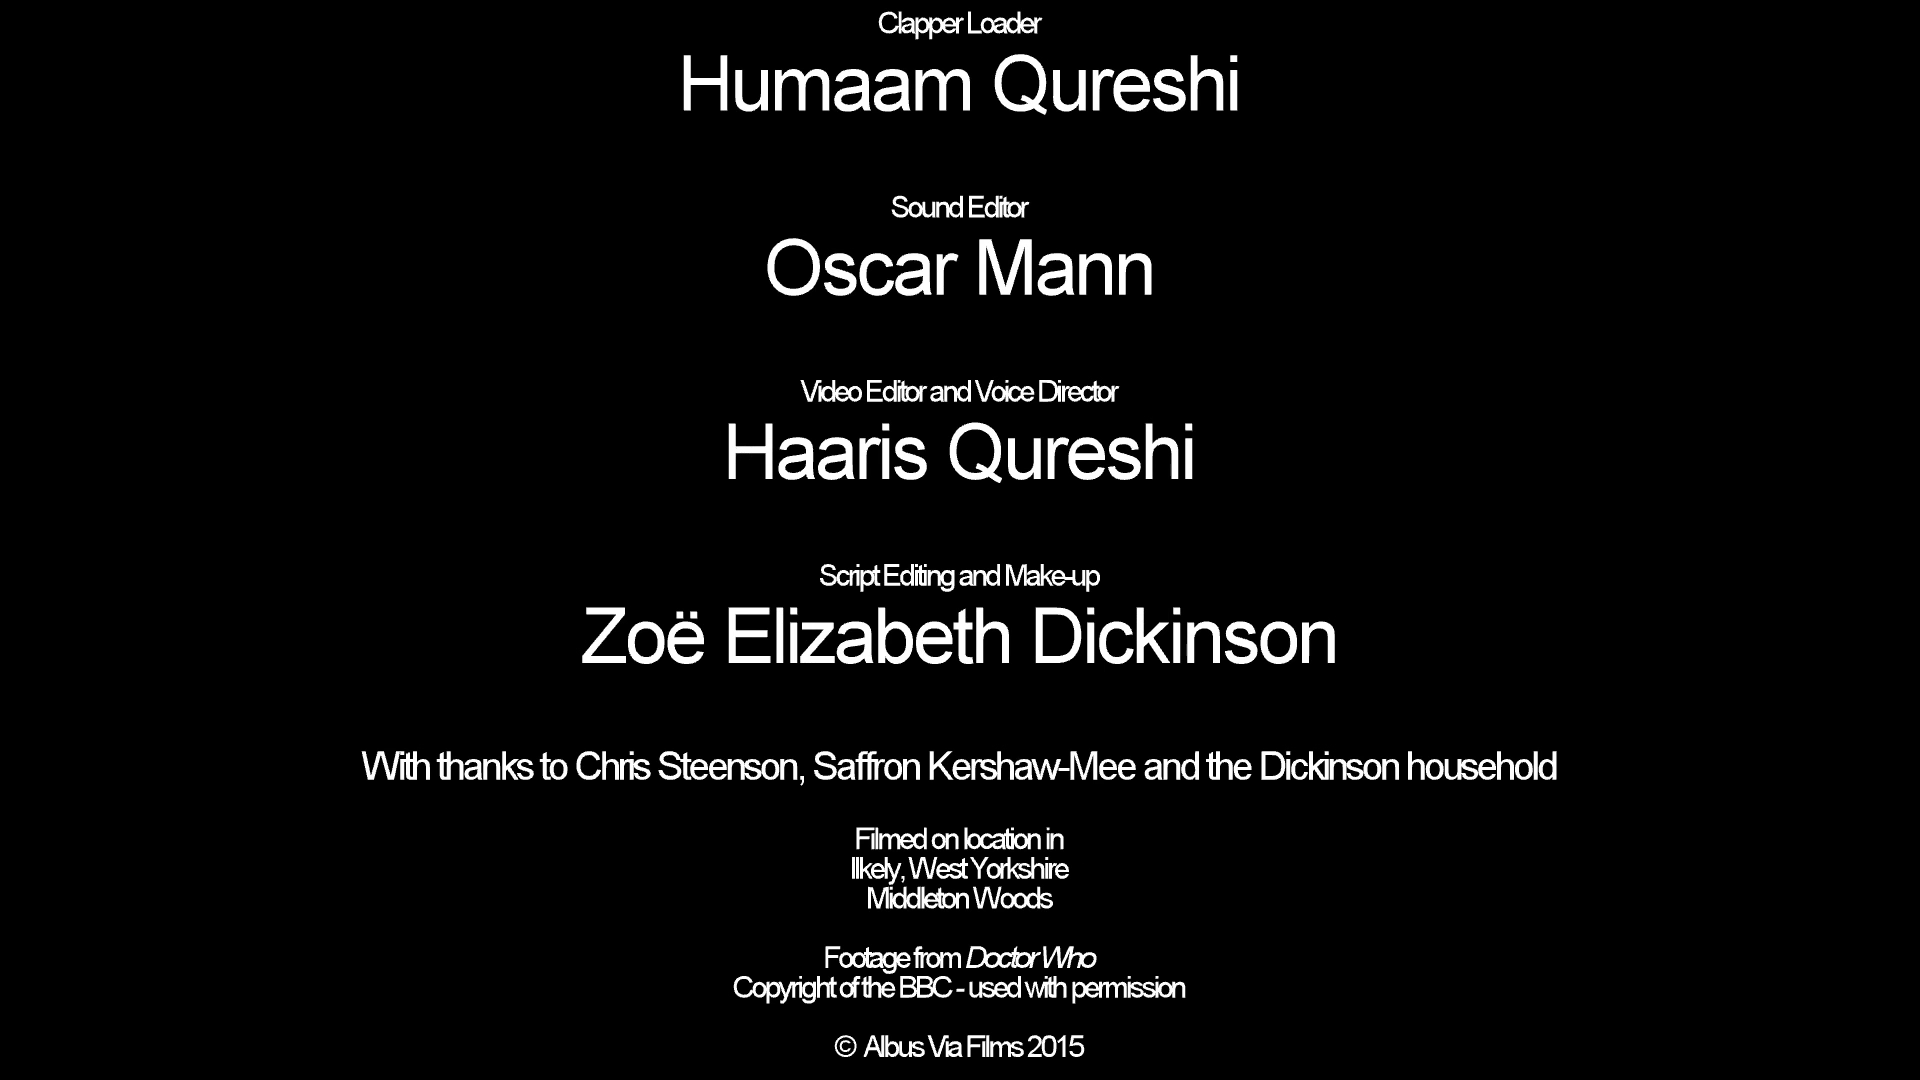 Clapper Loader
Humaam Qureshi
Sound Editor
Oscar Mann
Video Editor and Voice Director
Haaris Qureshi
Script Editing and Make-up
Zoë Elizabeth Dickinson
With thanks to Chris Steenson, Saffron Kershaw-Mee and the Dickinson household
Filmed on location in
Ilkely, West Yorkshire
Middleton Woods
Footage from Doctor Who
Copyright of the BBC - used with permission
© Albus Via Films 2015